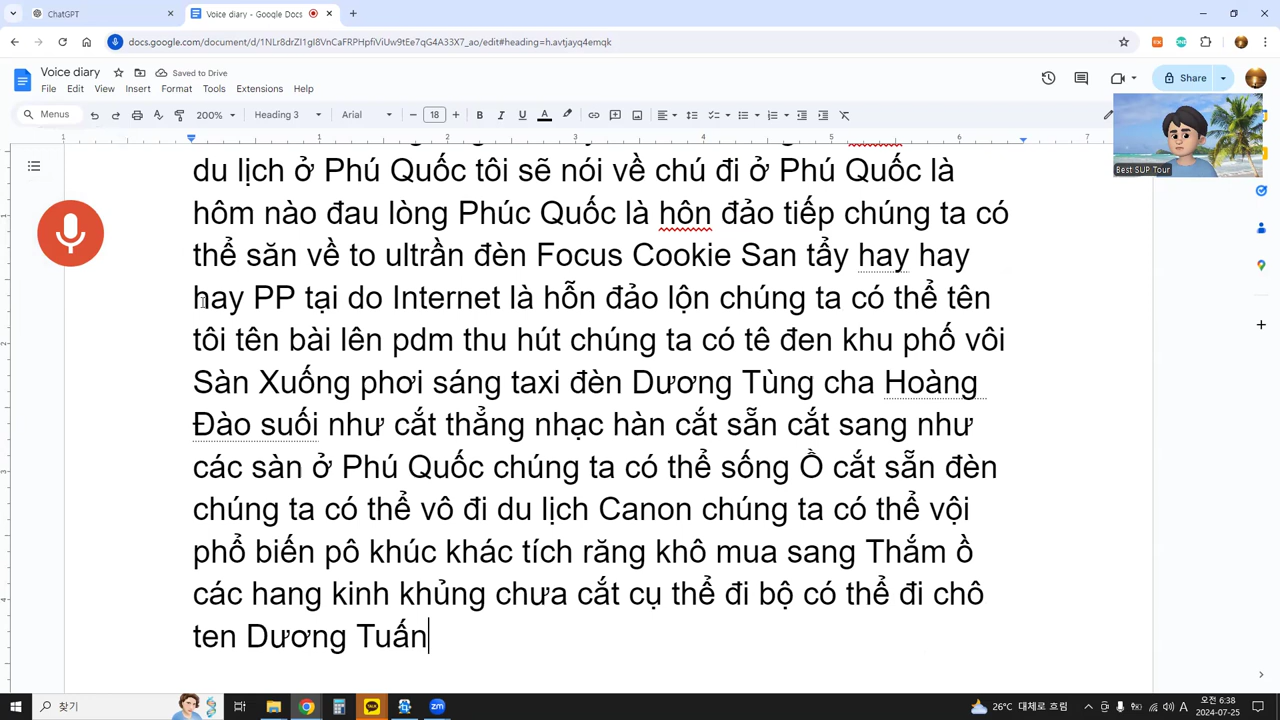 ChatGPT
Voice diary - Google Docs
docs.google.com/document/d/1NLr8drZI1gI8VnCaFRPHpfiViUw9tEe7qG4A33X7_ao/edit#heading=h.avtjayq4emqk
Voice diary
Saved to Drive
File Edit View Insert Format Tools Extensions Help
Share
Menus
200%
Heading 3
Arial
18
1 1 2 3 4 5 6 7
Best SUP Tour
du lịch ở Phú Quốc tôi sẽ nói về chú đi ở Phú Quốc là
hôm nào đau lòng Phúc Quốc là hôn đảo tiếp chúng ta có
thể săn về to ultrần đèn Focus Cookie San tẩy hay hay
hay PP tại do Internet là hỗn đảo lộn chúng ta có thể tên
tôi tên bài lên pdm thu hút chúng ta có tê đen khu phố vôi
Sàn Xuống phơi sáng taxi đèn Dương Tùng cha Hoàng
Đào suối như cắt thẳng nhạc hàn cắt sẵn cắt sang như
các sàn ở Phú Quốc chúng ta có thể sống Ồ cắt sẵn đèn
chúng ta có thể vô đi du lịch Canon chúng ta có thể vội
phổ biến pô khúc khác tích răng khô mua sang Thắm ồ
các hang kinh khủng chưa cắt cụ thể đi bộ có thể đi chô
ten Dương Tuấn
찾기
26°C 대체로 흐림
A
오전 6:38
2024-07-25